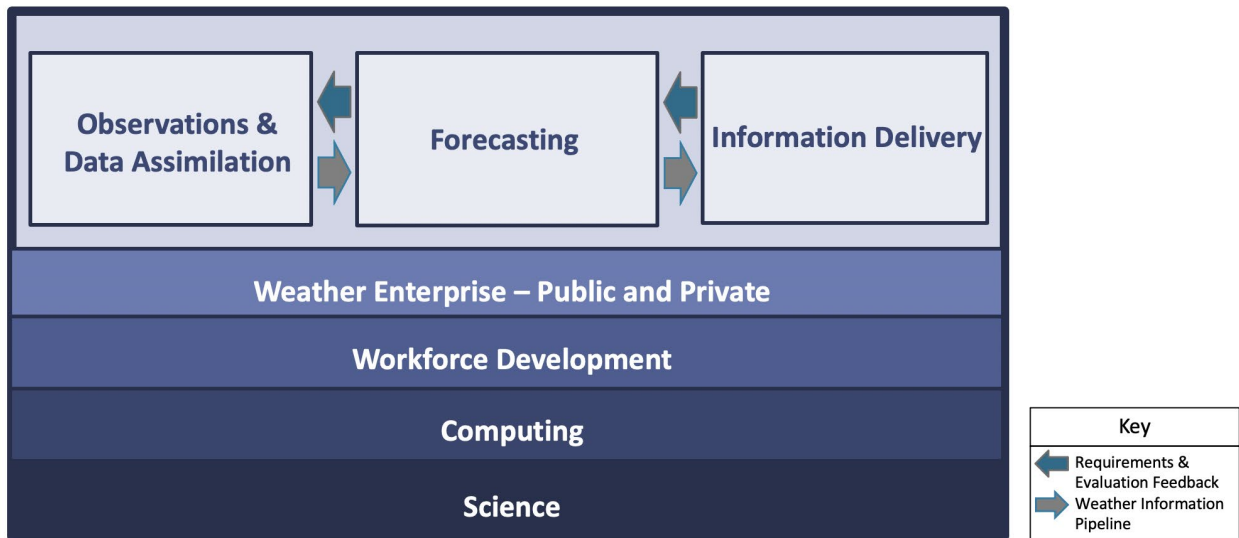 Observations &
Data Assimilation
Forecasting
Information Delivery
Weather Enterprise – Public and Private
Workforce Development
Computing
Science
Key
Requirements &
Evaluation Feedback
Weather Information
Pipeline